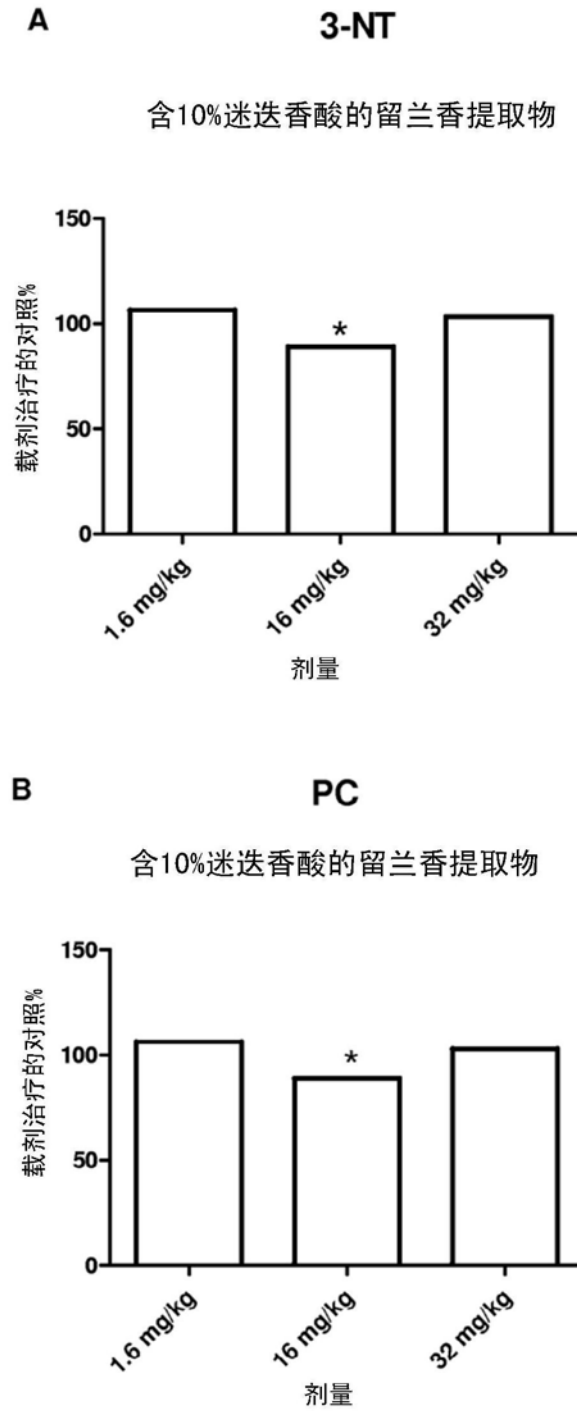 A 3-NT
含10%迷迭香酸的留兰香提取物
载剂治疗的对照%
150
100
50
0
*
1.6 mg/kg
16 mg/kg
32 mg/kg
剂量
B PC
含10%迷迭香酸的留兰香提取物
载剂治疗的对照%
150
100
50
0
*
1.6 mg/kg
16 mg/kg
32 mg/kg
剂量